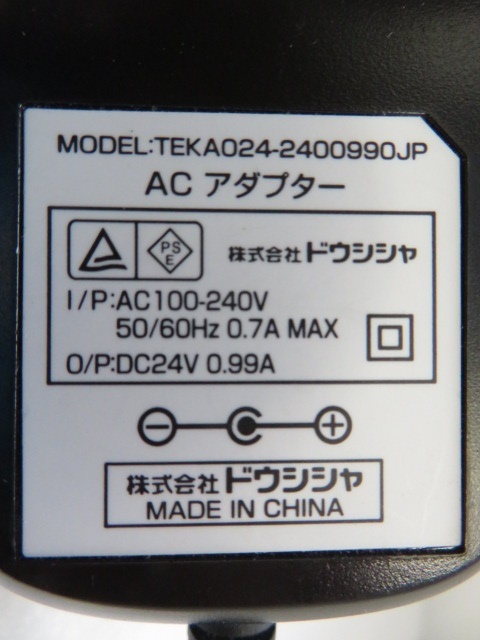 MODEL:TEKA024-2400990JP
AC アダプター
PS
E
株式会社 ドウシシャ
I/P:AC100-240V
50/60Hz 0.7A MAX
O/P:DC24V 0.99A
株式会社 ドウシシャ
MADE IN CHINA